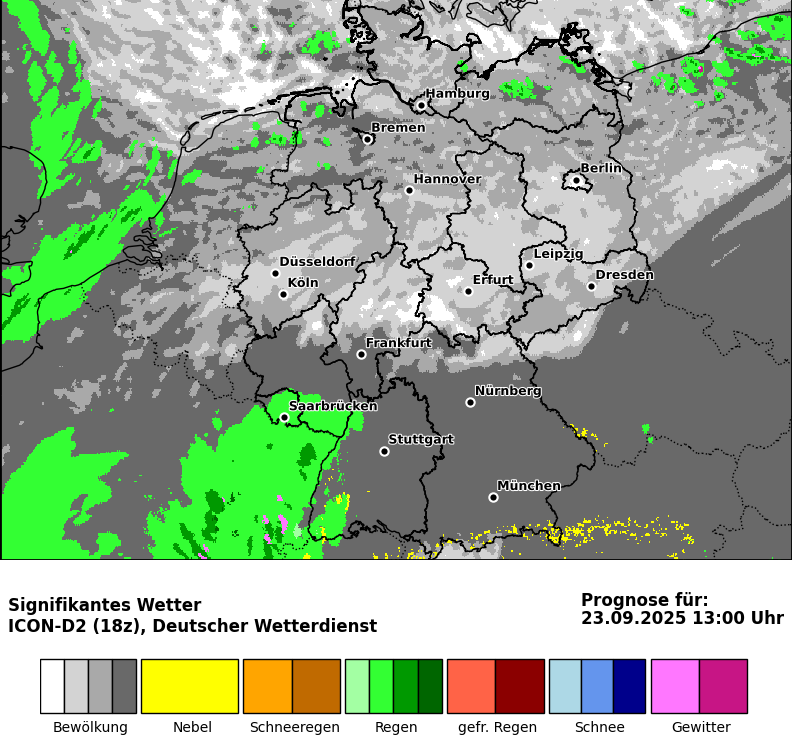 Hamburg
Bremen
Berlin
Hannover
Leipzig
Düsseldorf
Dresden
Köln
Erfurt
Frankfurt
Nürnberg
Saarbrücken
Stuttgart
München
Signifikantes Wetter
ICON-D2 (18z), Deutscher Wetterdienst
Prognose für:
23.09.2025 13:00 Uhr
Bewölkung Nebel Schneeregen Regen gefr. Regen Schnee Gewitter